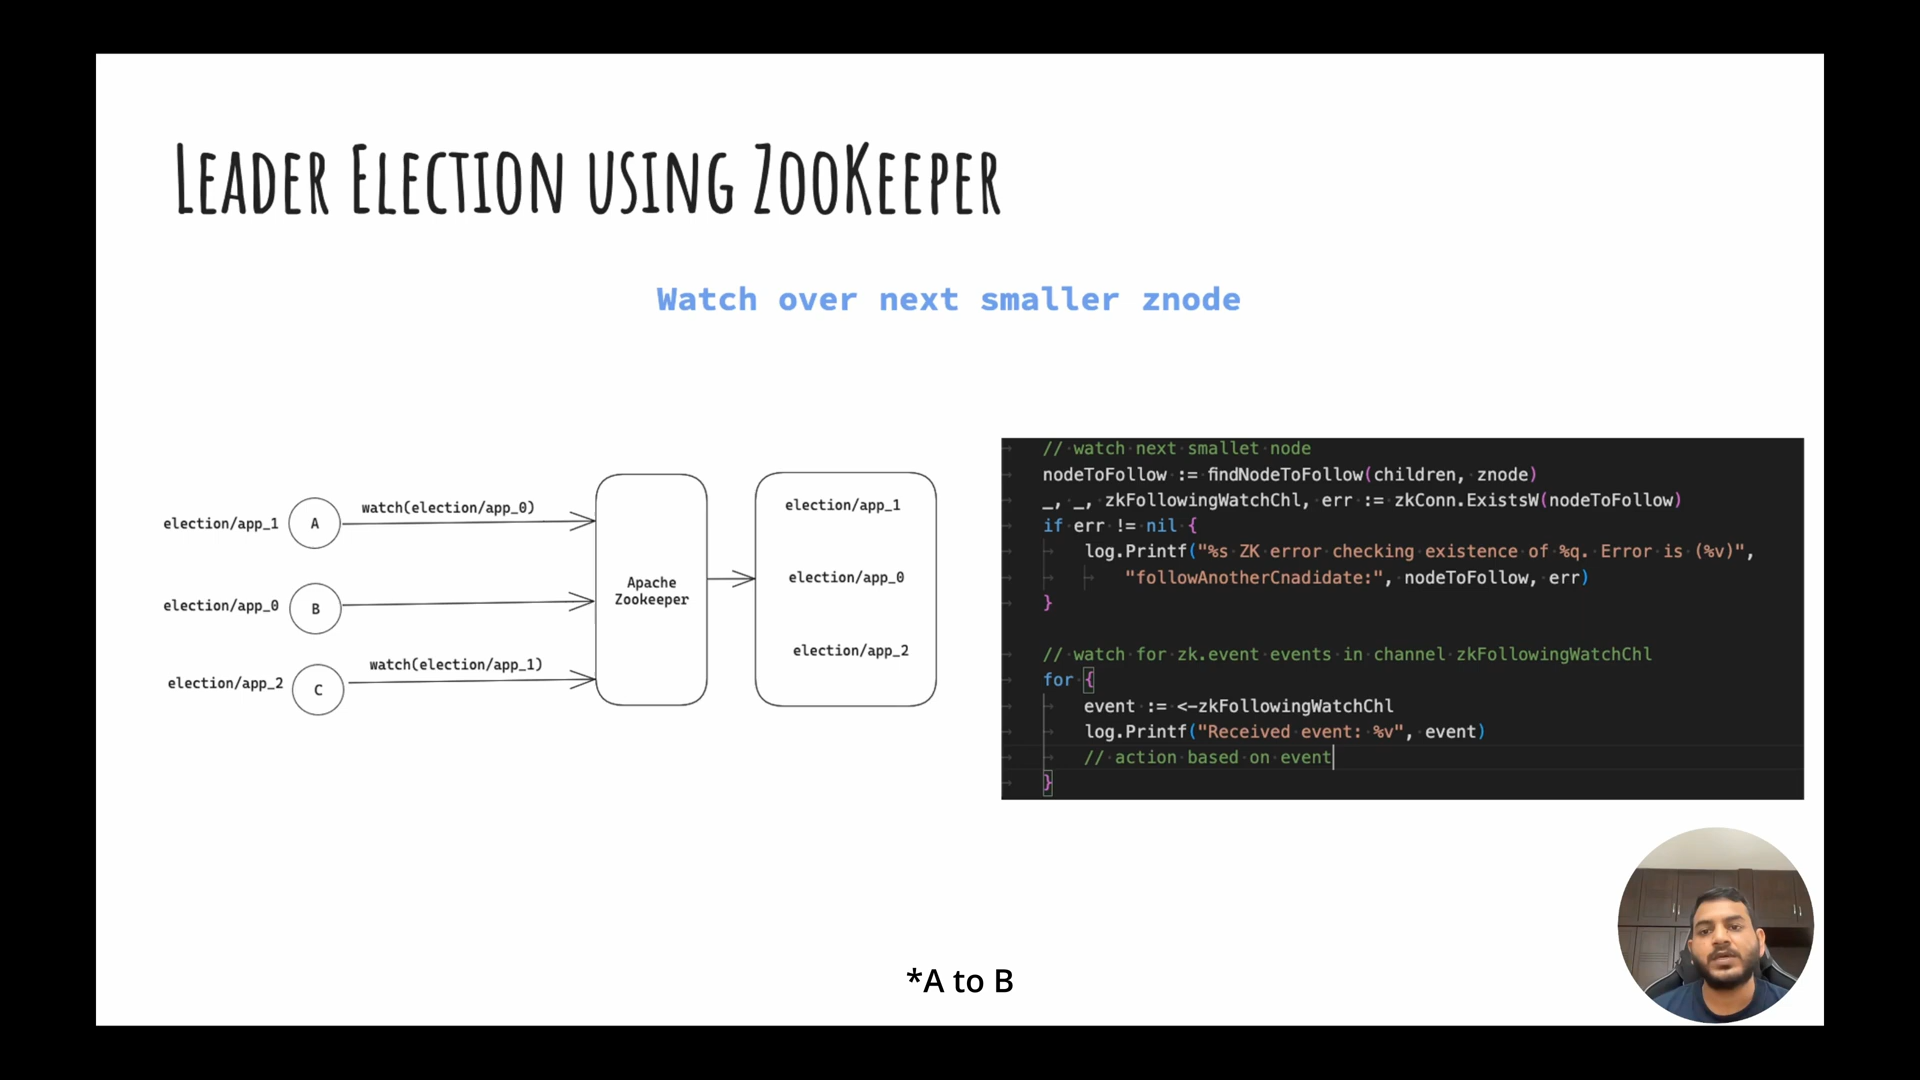 LEADER ELECTION USING ZOOKEEPER
Watch over next smaller znode
election/app_1
A
watch(election/app_0)
election/app_0
B
election/app_2
C
watch(election/app_1)
Apache
Zookeeper
election/app_1
election/app_0
election/app_2
// watch next smallet node
nodeToFollow := findNodeToFollow(children, znode)
_, _, zkFollowingWatchChl, err := zkConn.ExistsW(nodeToFollow)
if err != nil {
log.Printf("%s ZK error checking existence of %q. Error is (%v)",
"followAnotherCnadidate:", nodeToFollow, err)
}
// watch for zk.event events in channel zkFollowingWatchChl
for {
event := <-zkFollowingWatchChl
log.Printf("Received event: %v", event)
// action based on event
}
*A to B